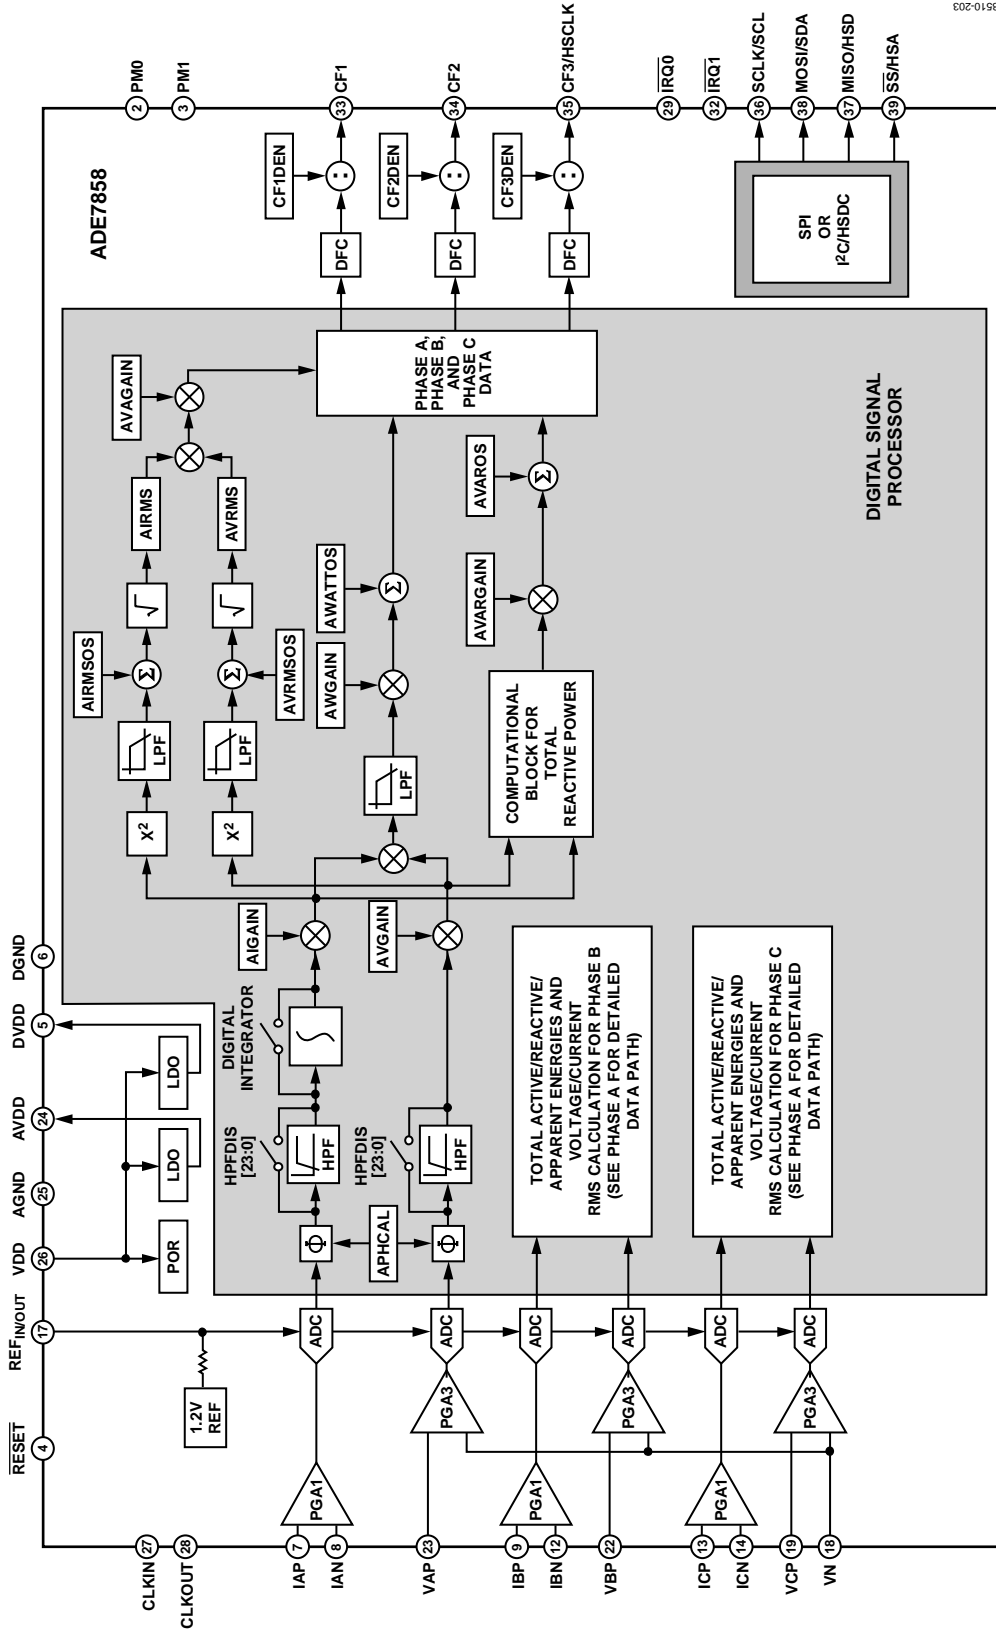 RESET
4
REFIN/OUT
17
VDD
26
AGND
25
AVDD
24
DVDD
5
DGND
6
1.2V
REF
POR
LDO
LDO
ADE7858
CLKIN
27
CLKOUT
28
IAP
7
IAN
8
VAP
23
IBP
9
IBN
12
VBP
22
ICP
13
ICN
14
VCP
19
VN
18
PGA1
PGA3
PGA1
PGA3
PGA1
PGA3
ADC
ADC
ADC
ADC
ADC
ADC
Φ
APHCAL
Φ
HPFDIS
[23:0]
HPF
HPFDIS
[23:0]
HPF
DIGITAL
INTEGRATOR
AIGAIN
AVGAIN
X2
X2
LPF
LPF
AIRMSOS
Σ
Σ
AVRMSOS
√
√
AIRMS
AVRMS
AVAGAIN
LPF
AWGAIN
AWATTOS
Σ
COMPUTATIONAL
BLOCK FOR
TOTAL
REACTIVE POWER
AVARGAIN
AVAROS
Σ
PHASE A,
PHASE B,
AND
PHASE C
DATA
TOTAL ACTIVE/REACTIVE/
APPARENT ENERGIES AND
VOLTAGE/CURRENT
RMS CALCULATION FOR PHASE B
(SEE PHASE A FOR DETAILED
DATA PATH)
TOTAL ACTIVE/REACTIVE/
APPARENT ENERGIES AND
VOLTAGE/CURRENT
RMS CALCULATION FOR PHASE C
(SEE PHASE A FOR DETAILED
DATA PATH)
DIGITAL SIGNAL
PROCESSOR
DFC
CF1DEN
:
DFC
CF2DEN
:
DFC
CF3DEN
:
SPI
OR
I2C/HSDC
2
PM0
3
PM1
33
CF1
34
CF2
35
CF3/HSCLK
29
IRQ0
32
IRQ1
36
SCLK/SCL
38
MOSI/SDA
37
MISO/HSD
39
SS/HSA
8510-203